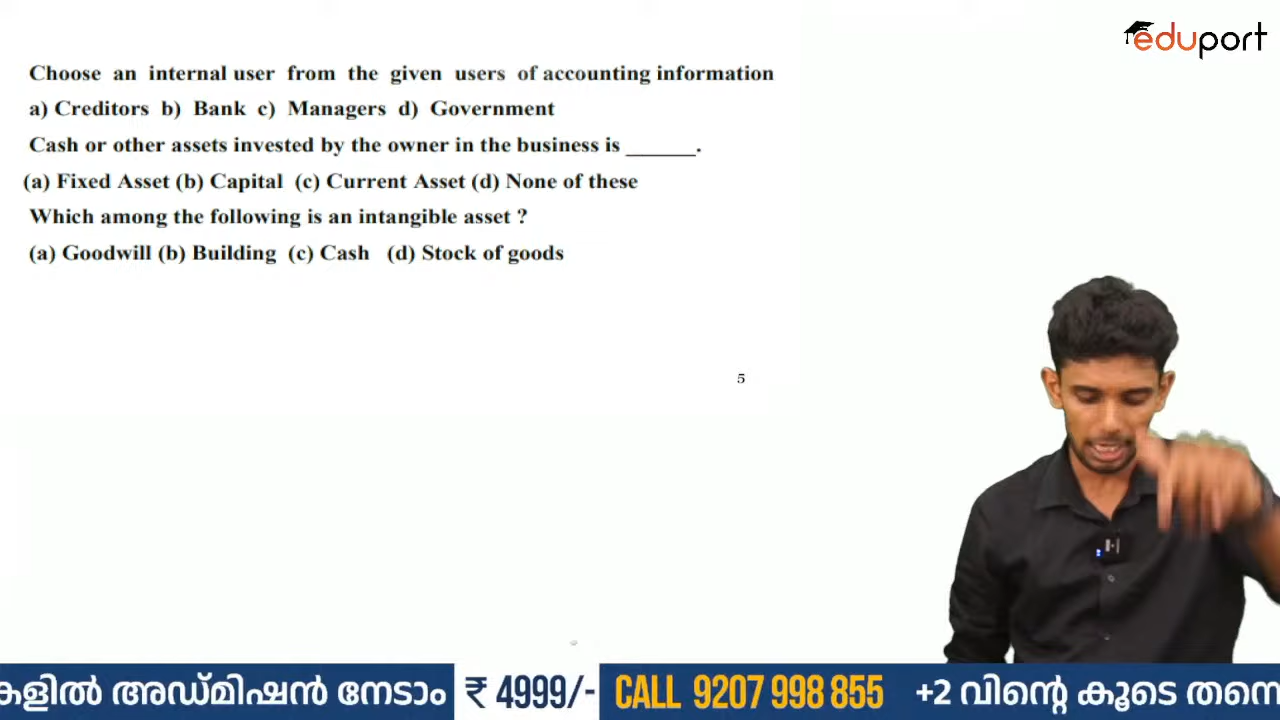 eduport
Choose an internal user from the given users of accounting information
a) Creditors b) Bank c) Managers d) Government
Cash or other assets invested by the owner in the business is ______.
(a) Fixed Asset (b) Capital (c) Current Asset (d) None of these
Which among the following is an intangible asset ?
(a) Goodwill (b) Building (c) Cash (d) Stock of goods
5
കളിൽ അഡ്മിഷൻ നേടാം ₹ 4999/- CALL 9207 998 855 +2 വിന്റെ കൂടെ തന്നെ